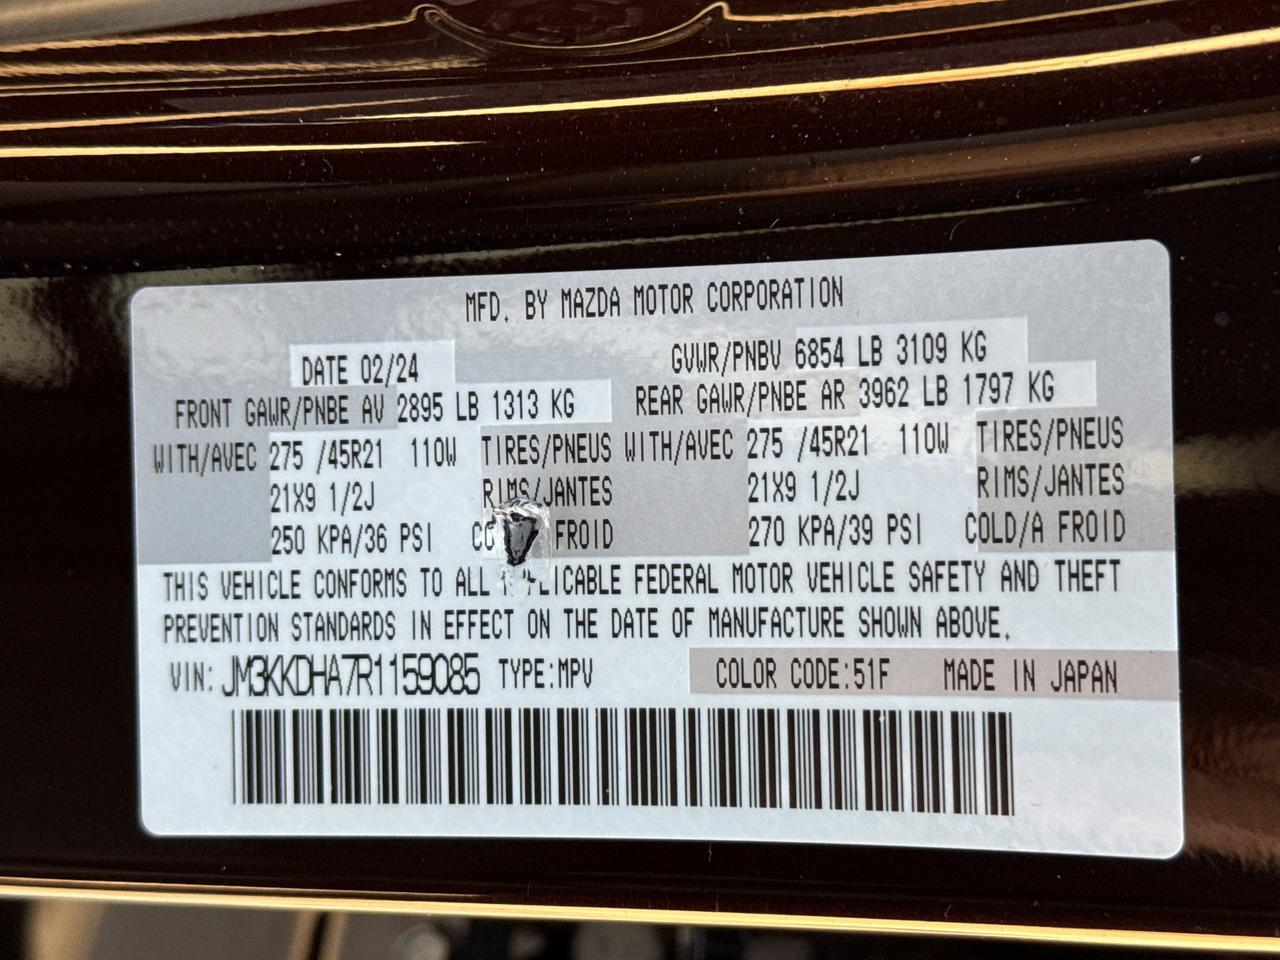 MFD. BY MAZDA MOTOR CORPORATION
DATE 02/24 GVWR/PNBV 6854 LB 3109 KG
FRONT GAWR/PNBE AV 2895 LB 1313 KG REAR GAWR/PNBE AR 3962 LB 1797 KG
WITH/AVEC 275 /45R21 110W TIRES/PNEUS WITH/AVEC 275 /45R21 110W TIRES/PNEUS
21X9 1/2J RIMS/JANTES 21X9 1/2J RIMS/JANTES
250 KPA/36 PSI FROID 270 KPA/39 PSI COLD/A FROID
THIS VEHICLE CONFORMS TO ALL FEDERAL MOTOR VEHICLE SAFETY AND THEFT
PREVENTION STANDARDS IN EFFECT ON THE DATE OF MANUFACTURE SHOWN ABOVE.
VIN: JM3KKDHA7R1159085 TYPE:MPV COLOR CODE:51F MADE IN JAPAN